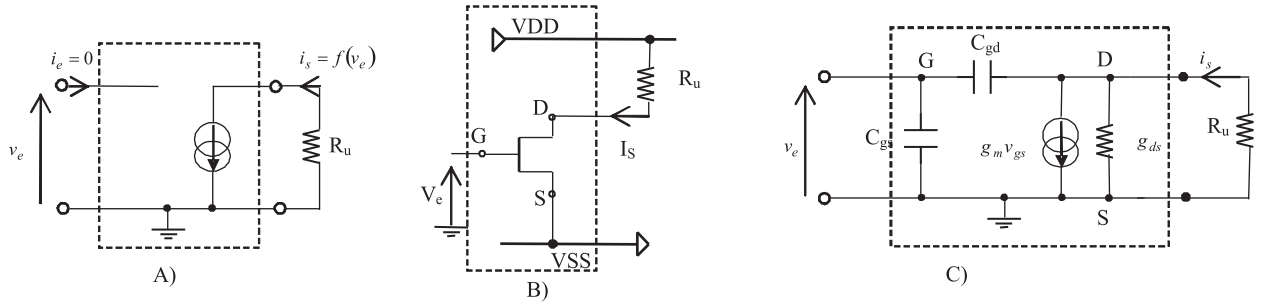 i_e = 0
i_s = f(v_e)
v_e
R_u
A)
VDD
R_u
D
I_S
G
V_e
S
VSS
B)
C_gd
G
D
i_s
v_e
C_gs
g_m v_gs
g_ds
R_u
S
C)